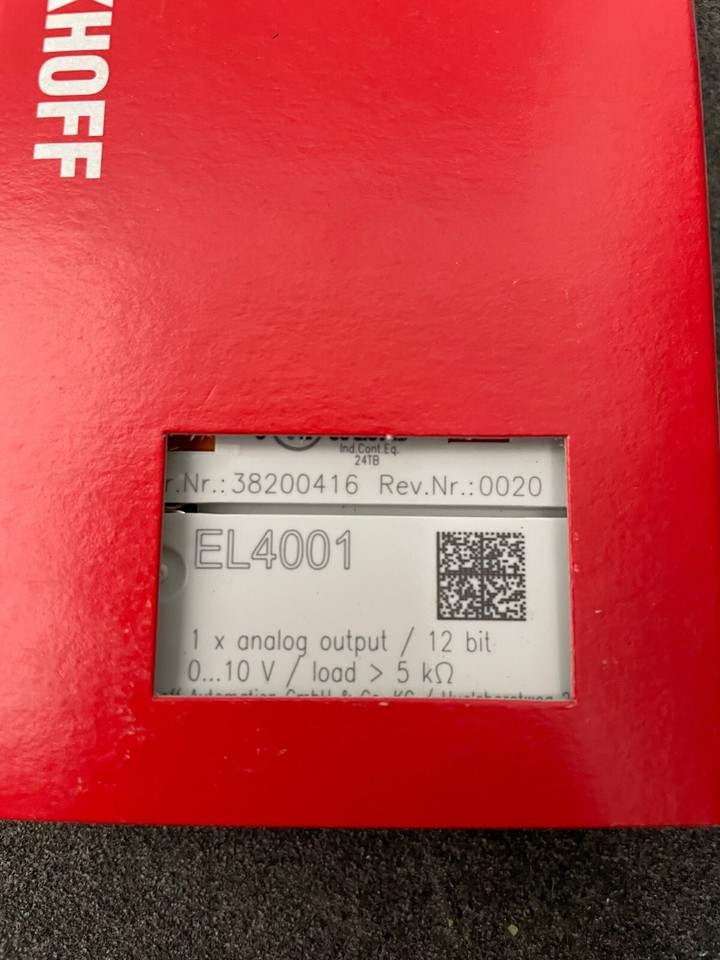 KHOFF
Ind.Cont.Eq.
24TB
r.Nr.: 38200416 Rev.Nr.: 0020
EL4001
1 x analog output / 12 bit
0...10 V / load > 5 kΩ